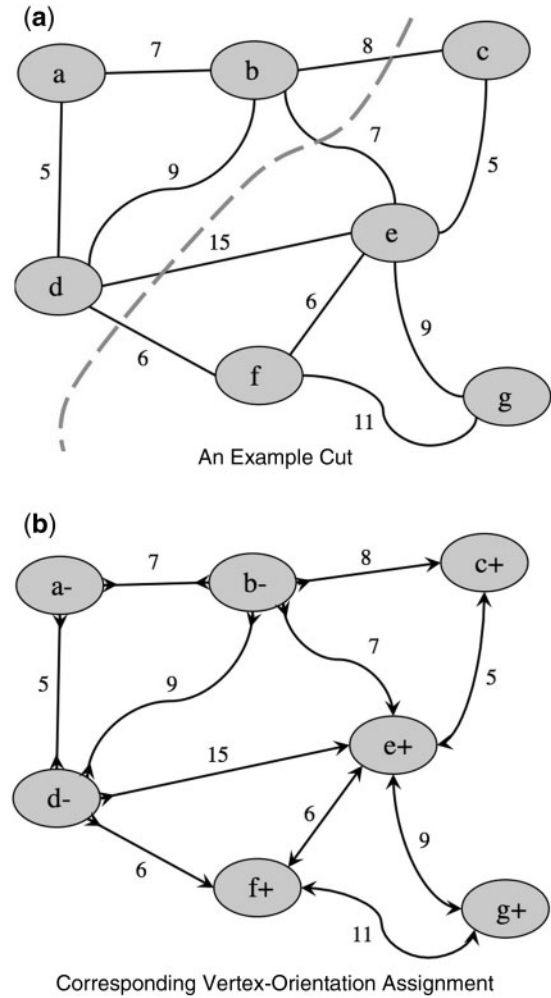 (a)
a
7
b
8
c
5
9
7
5
15
e
d
6
9
6
f
g
11
An Example Cut
(b)
a-
7
b-
8
c+
5
9
7
5
15
e+
d-
6
9
6
f+
g+
11
Corresponding Vertex-Orientation Assignment